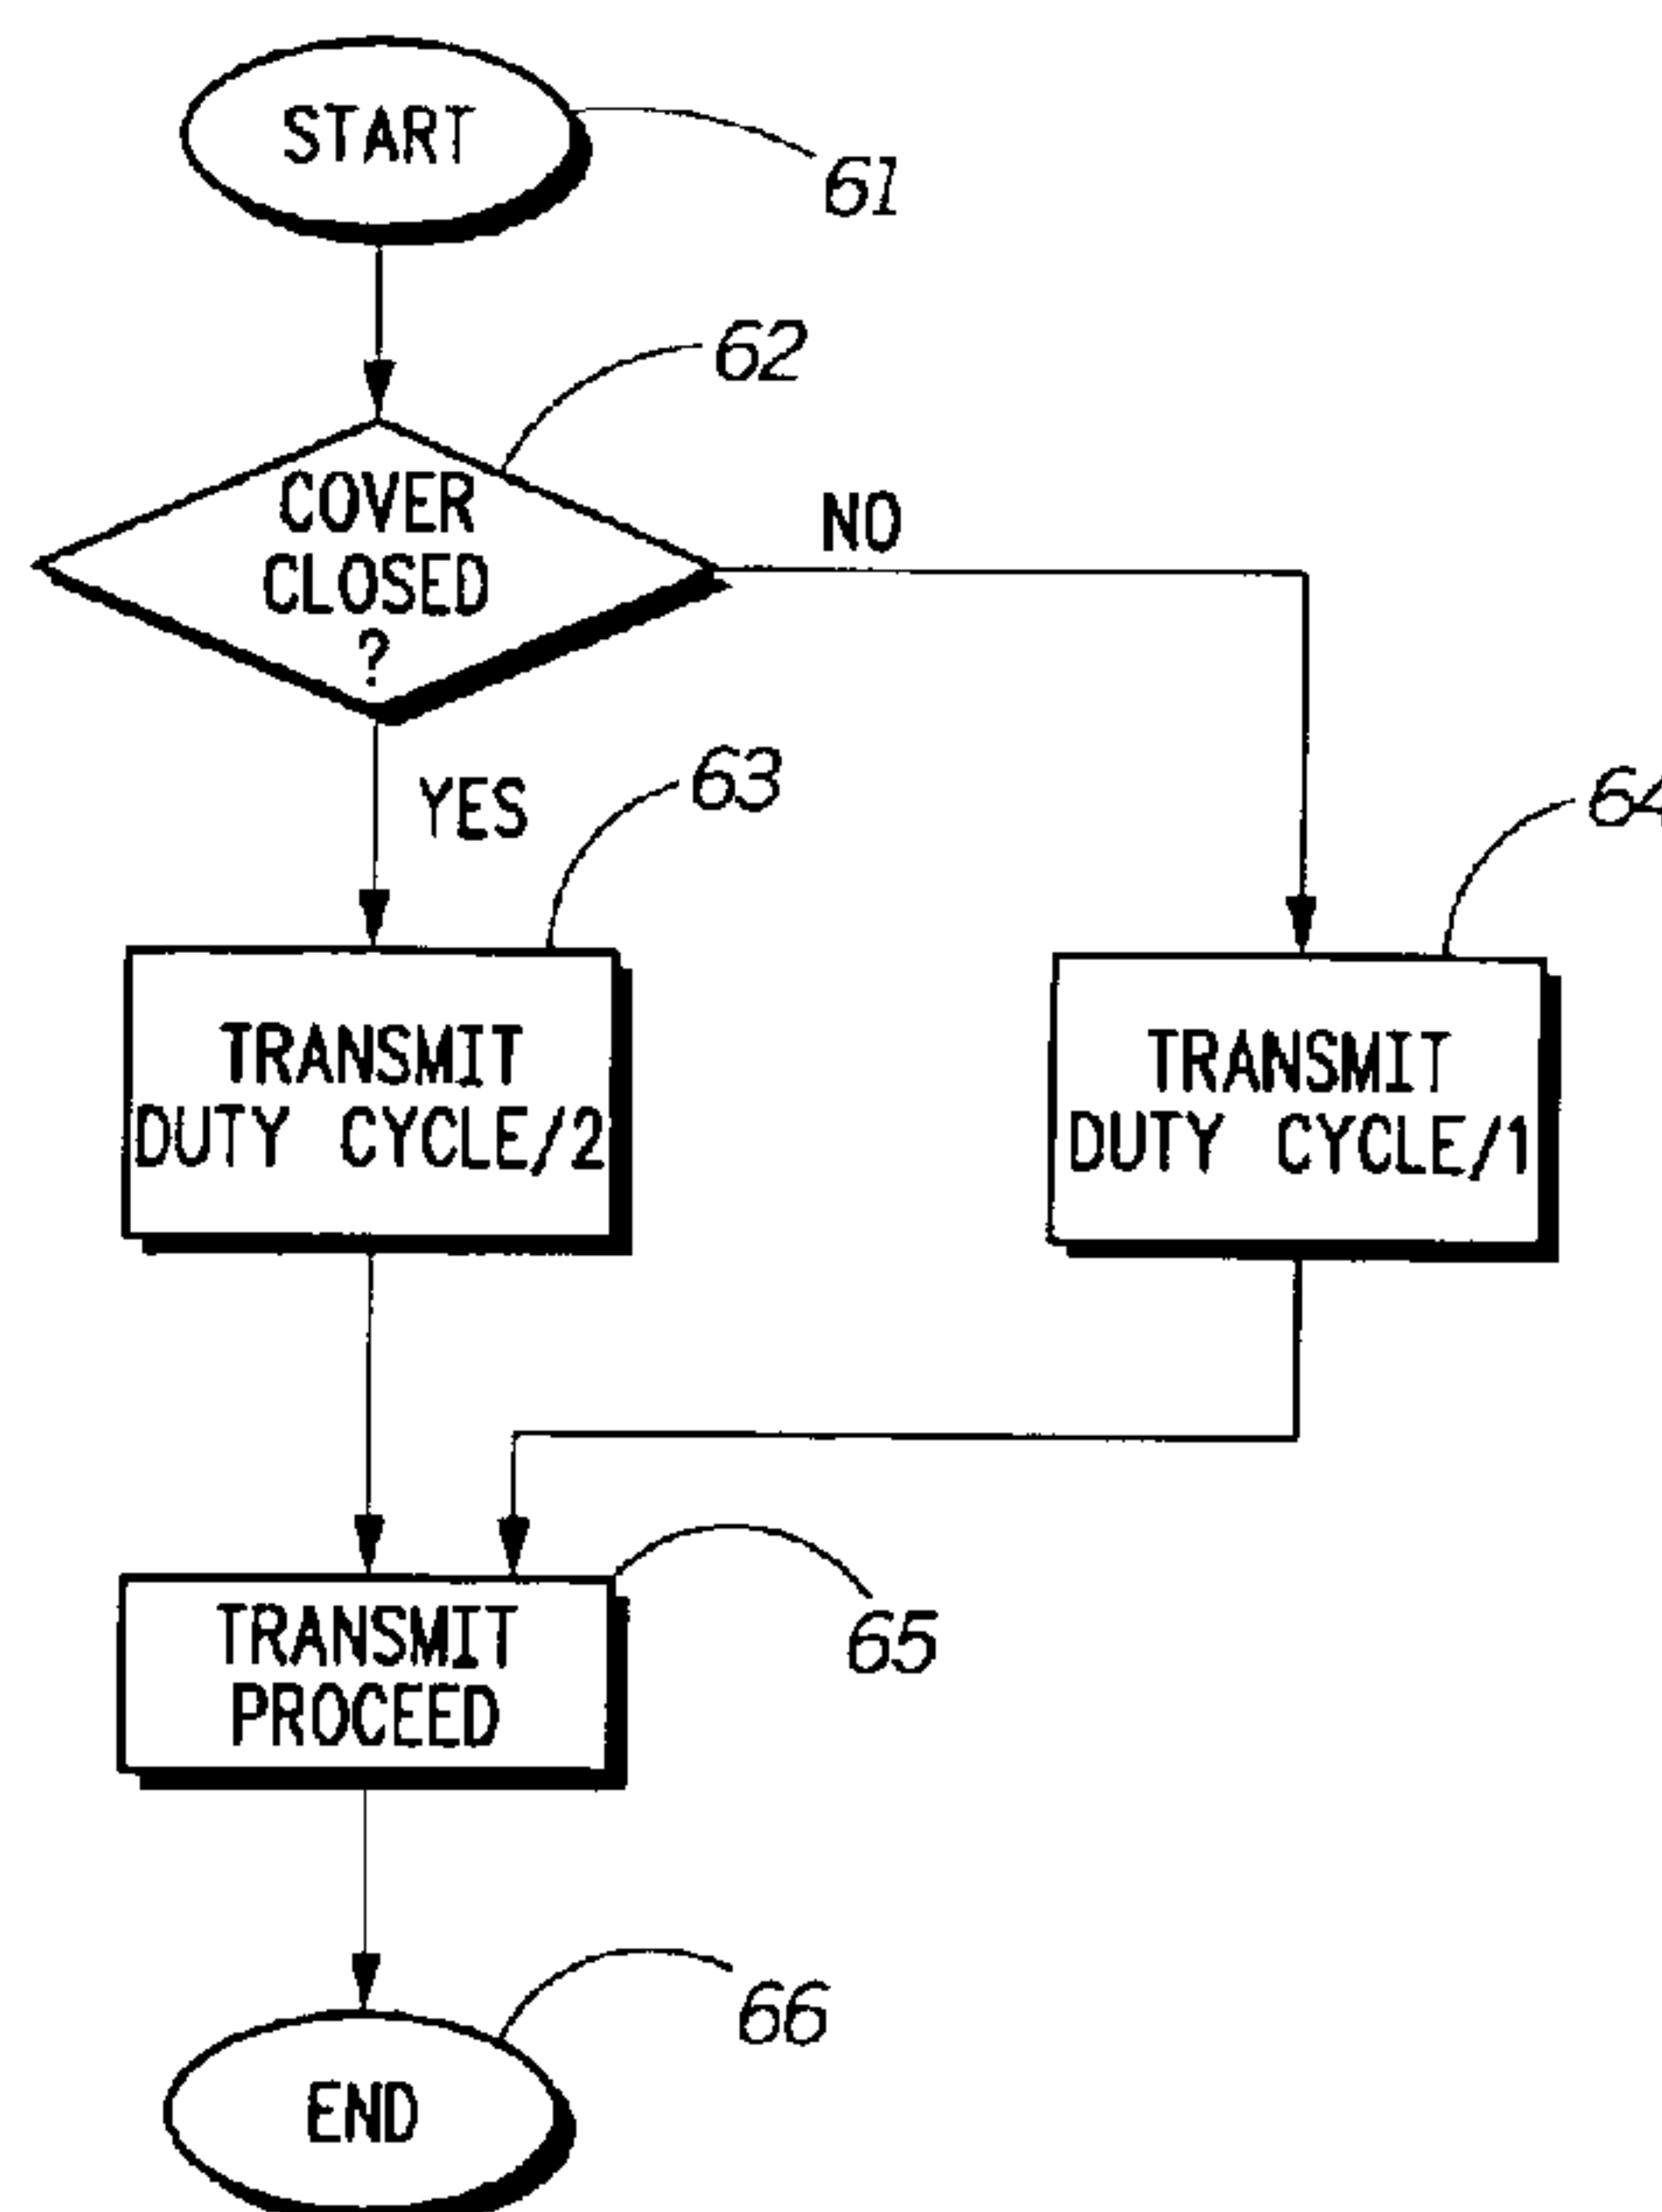 START
61
62
COVER
CLOSED
?
NO
YES
63
64
TRANSMIT
DUTY CYCLE/2
TRANSMIT
DUTY CYCLE/1
TRANSMIT
PROCEED
65
66
END